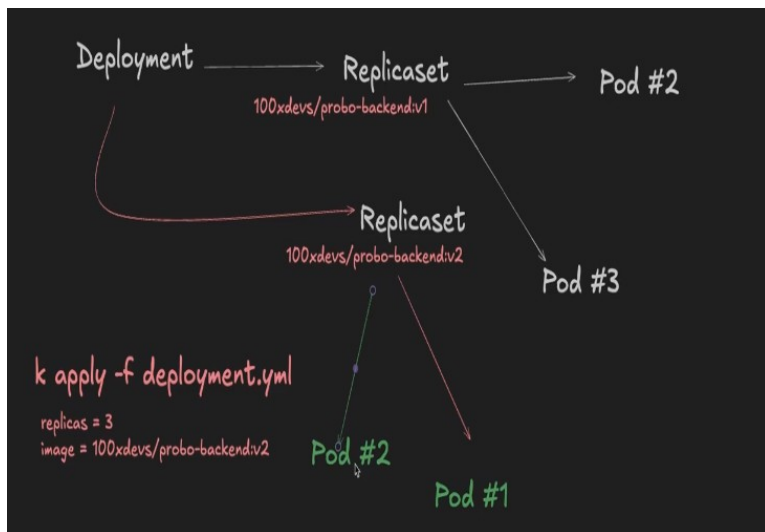 Deployment
Replicaset
Pod #2
100xdevs/probo-backend:v1
Replicaset
100xdevs/probo-backend:v2
Pod #3
k apply -f deployment.yml
replicas = 3
image = 100xdevs/probo-backend:v2
Pod #2
Pod #1